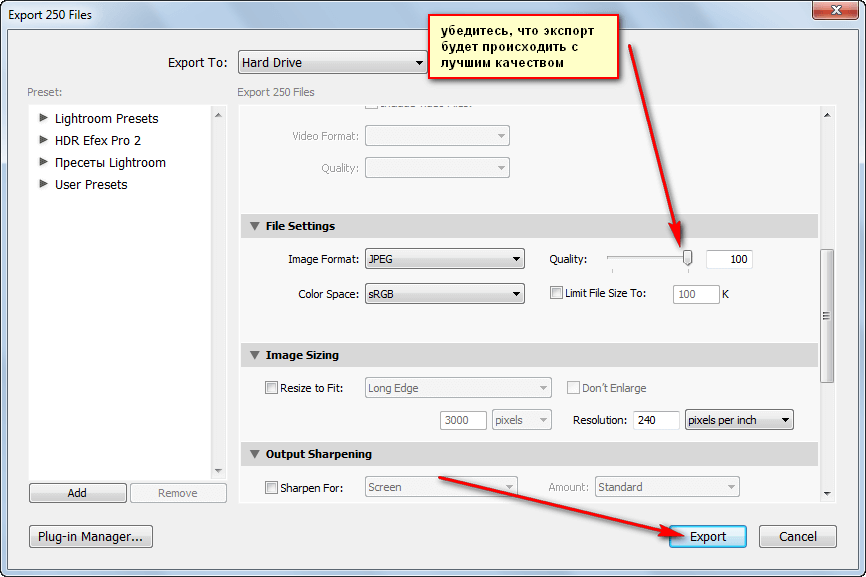 Export 250 Files
убедитесь, что экспорт
будет происходить с
лучшим качеством
Export To: Hard Drive
Preset:
Export 250 Files
Lightroom Presets
HDR Efex Pro 2
Пресеты Lightroom
User Presets
Video Format:
Quality:
File Settings
Image Format: JPEG Quality: 100
Color Space: sRGB Limit File Size To: 100 K
Image Sizing
Resize to Fit: Long Edge Don't Enlarge
3000 pixels Resolution: 240 pixels per inch
Output Sharpening
Sharpen For: Screen Amount: Standard
Add Remove
Plug-in Manager... Export Cancel